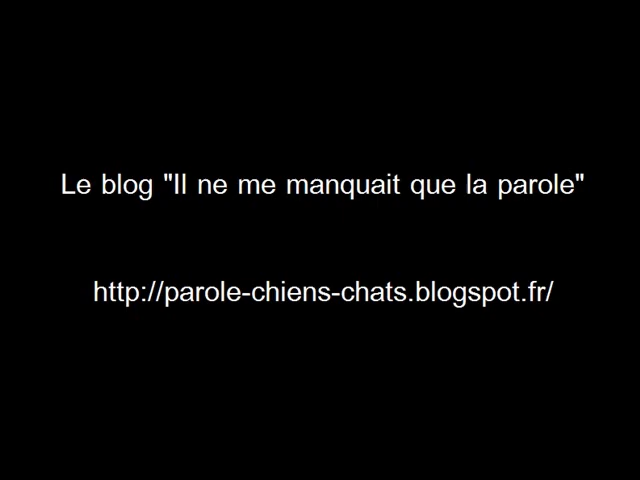 Le blog "Il ne me manquait que la parole"
http://parole-chiens-chats.blogspot.fr/